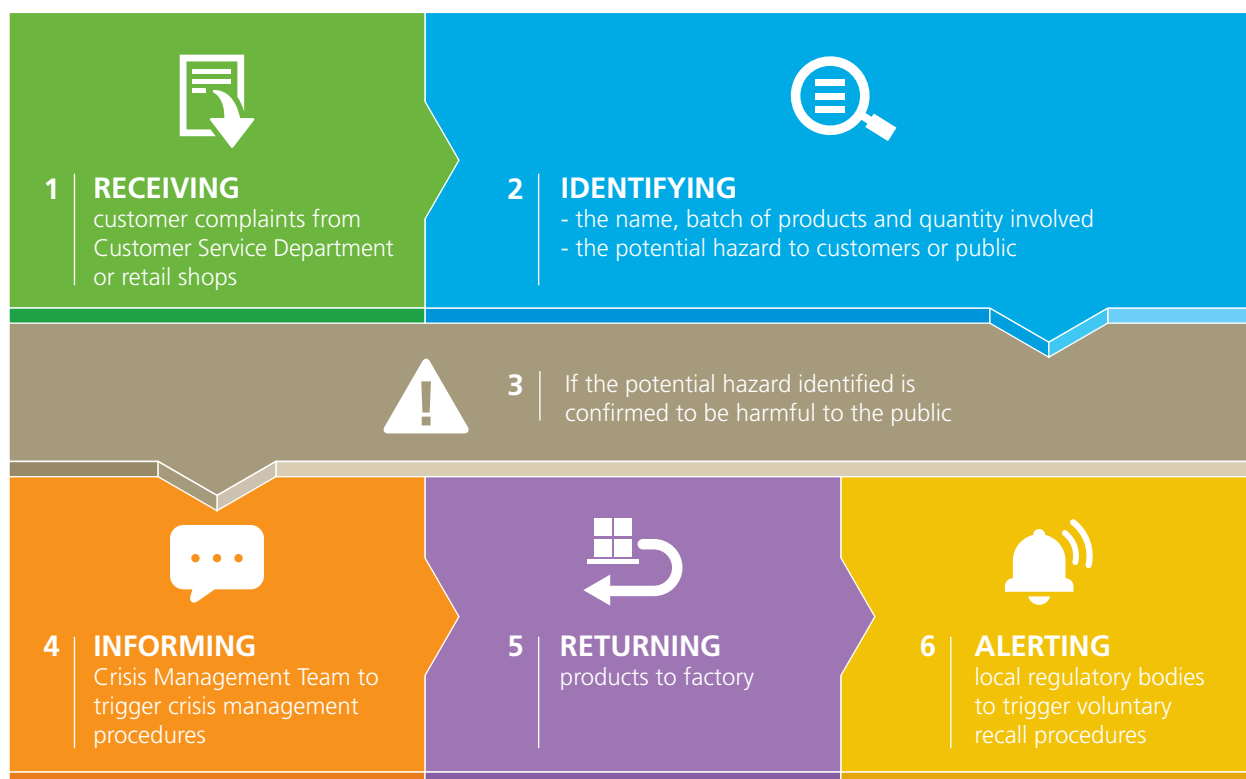 1
RECEIVING
customer complaints from
Customer Service Department
or retail shops
2
IDENTIFYING
- the name, batch of products and quantity involved
- the potential hazard to customers or public
3
If the potential hazard identified is
confirmed to be harmful to the public
4
INFORMING
Crisis Management Team to
trigger crisis management
procedures
5
RETURNING
products to factory
6
ALERTING
local regulatory bodies
to trigger voluntary
recall procedures